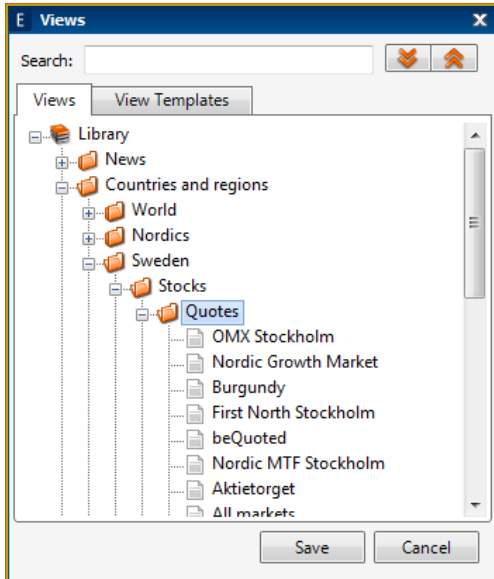 E Views x
Search:
Views View Templates
Library
News
Countries and regions
World
Nordics
Sweden
Stocks
Quotes
OMX Stockholm
Nordic Growth Market
Burgundy
First North Stockholm
beQuoted
Nordic MTF Stockholm
Aktietorget
All markets
Save Cancel